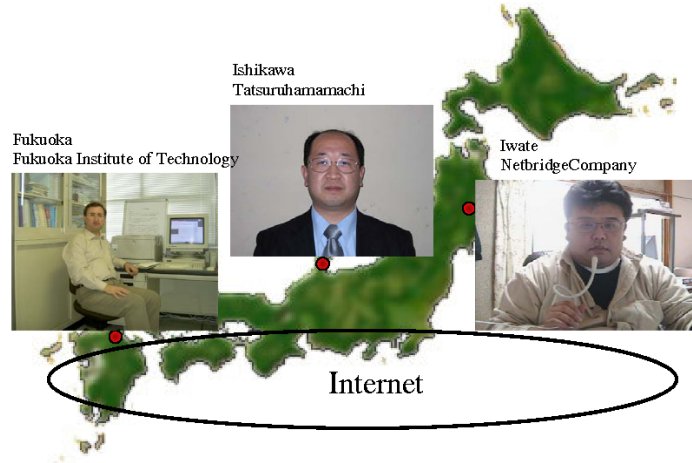 Ishikawa
Tatsuruhamamachi
Fukuoka
Fukuoka Institute of Technology
Iwate
NetbridgeCompany
Internet